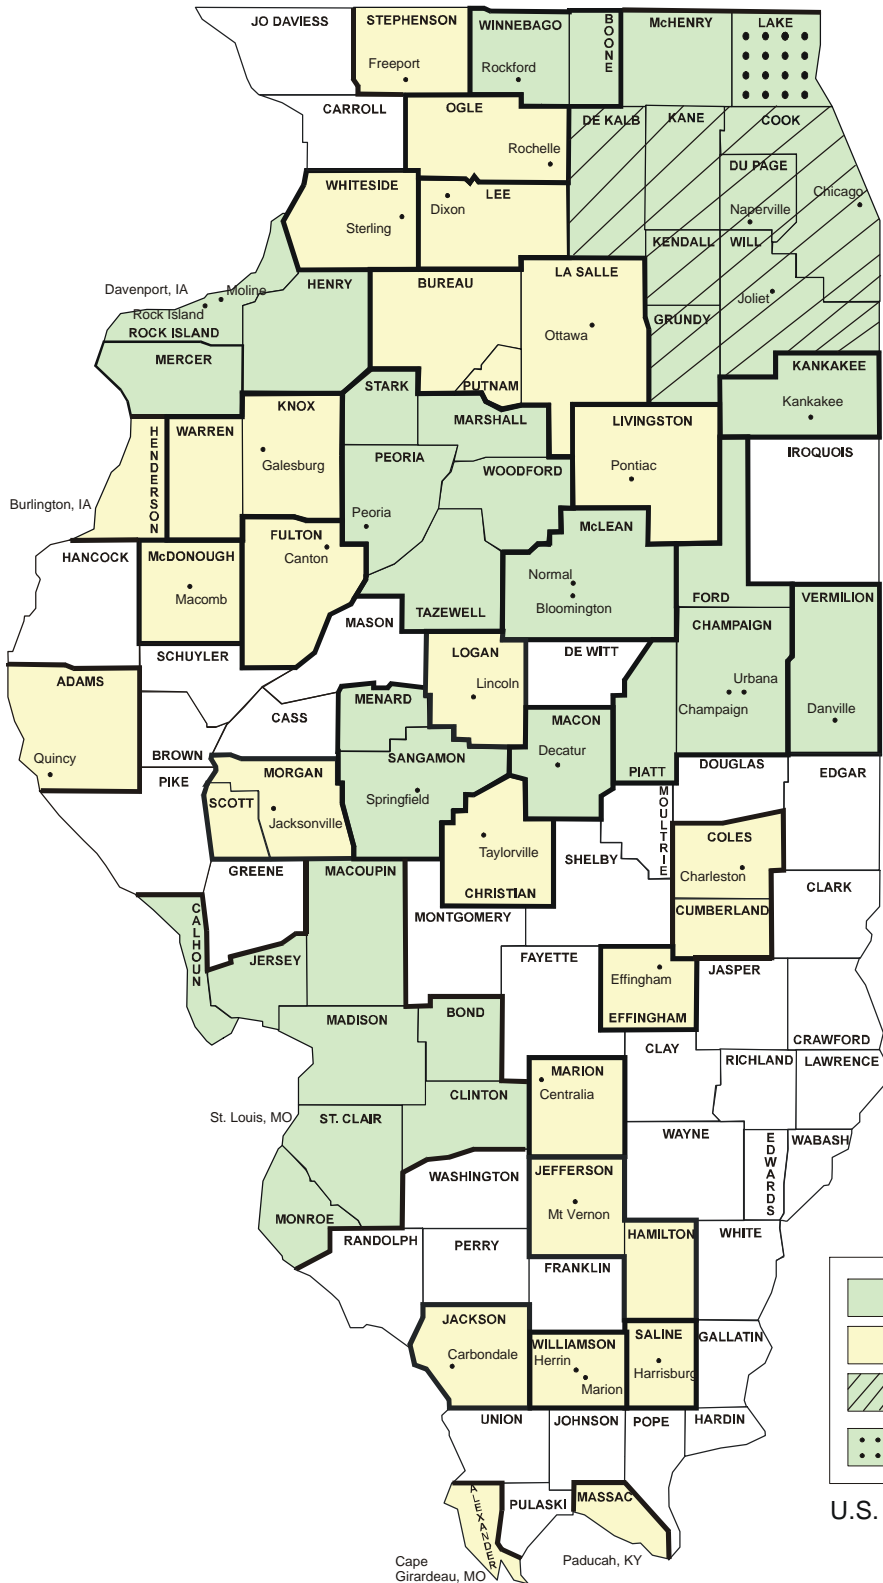 JO DAVIESS
STEPHENSON
Freeport
WINNEBAGO
Rockford
BOONE
McHENRY
LAKE
CARROLL
OGLE
Rochelle
DE KALB
KANE
COOK
DU PAGE
Naperville
Chicago
WHITESIDE
Sterling
Dixon
LEE
KENDALL
WILL
Joliet
GRUNDY
Davenport, IA
Moline
Rock Island
ROCK ISLAND
HENRY
BUREAU
LA SALLE
Ottawa
MERCER
PUTNAM
STARK
KANKAKEE
Kankakee
HENDERSON
WARREN
KNOX
Galesburg
MARSHALL
LIVINGSTON
Pontiac
PEORIA
Peoria
WOODFORD
IROQUOIS
Burlington, IA
HANCOCK
McDONOUGH
Macomb
FULTON
Canton
McLEAN
Normal
Bloomington
TAZEWELL
MASON
FORD
VERMILION
Danville
CHAMPAIGN
Urbana
Champaign
SCHUYLER
LOGAN
Lincoln
DE WITT
ADAMS
Quincy
CASS
MENARD
MACON
Decatur
BROWN
PIKE
MORGAN
Jacksonville
SCOTT
SANGAMON
Springfield
PIATT
DOUGLAS
EDGAR
MOULTRIE
Taylorville
CHRISTIAN
SHELBY
COLES
Charleston
CUMBERLAND
CLARK
GREENE
MACOUPIN
MONTGOMERY
CALHOUN
JERSEY
FAYETTE
Effingham
EFFINGHAM
JASPER
CRAWFORD
MADISON
BOND
CLAY
RICHLAND
LAWRENCE
MARION
Centralia
CLINTON
St. Louis, MO
ST. CLAIR
WAYNE
EDWARDS
WABASH
WASHINGTON
JEFFERSON
Mt Vernon
MONROE
RANDOLPH
PERRY
HAMILTON
WHITE
FRANKLIN
JACKSON
Carbondale
WILLIAMSON
Herrin
Marion
SALINE
Harrisburg
GALLATIN
UNION
JOHNSON
POPE
HARDIN
ALEXANDER
PULASKI
MASSAC
Cape
Girardeau, MO
Paducah, KY
U.S.